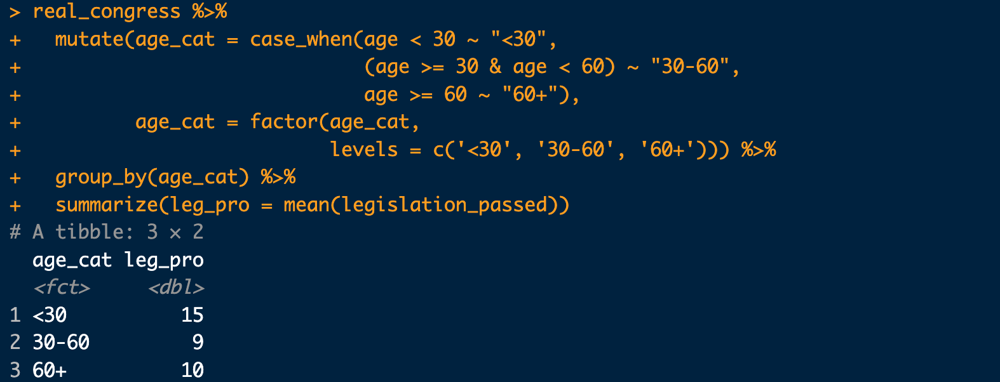 > real_congress %>%
+   mutate(age_cat = case_when(age < 30 ~ "<30",
+                              (age >= 30 & age < 60) ~ "30-60",
+                              age >= 60 ~ "60+"),
+          age_cat = factor(age_cat,
+                           levels = c('<30', '30-60', '60+'))) %>%
+   group_by(age_cat) %>%
+   summarize(leg_pro = mean(legislation_passed))
# A tibble: 3 × 2
  age_cat leg_pro
  <fct>     <dbl>
1 <30          15
2 30-60         9
3 60+          10